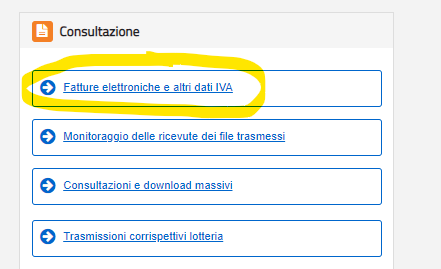 Consultazione
Fatture elettroniche e altri dati IVA
Monitoraggio delle ricevute dei file trasmessi
Consultazioni e download massivi
Trasmissioni corrispettivi lotteria